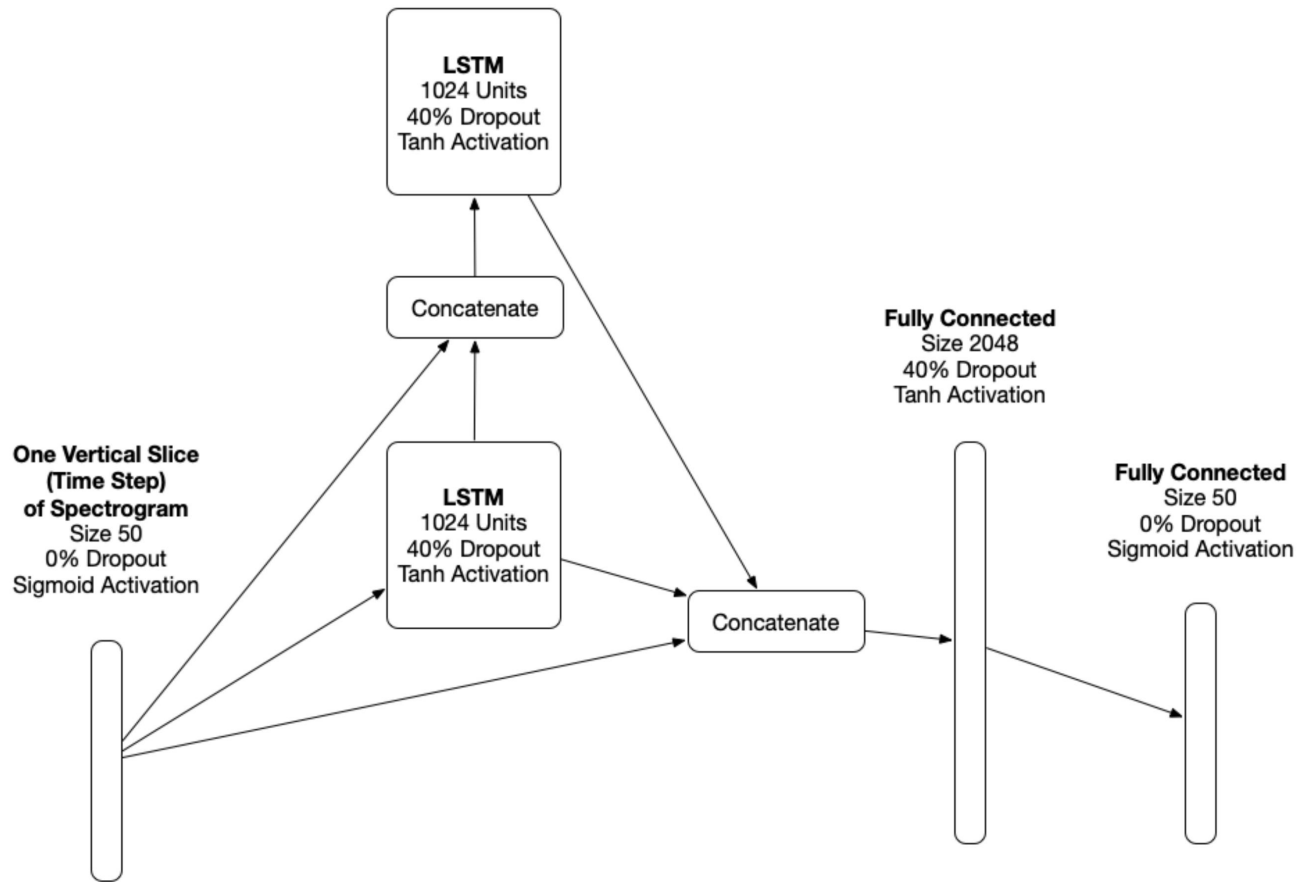 LSTM
1024 Units
40% Dropout
Tanh Activation
Concatenate
Fully Connected
Size 2048
40% Dropout
Tanh Activation
One Vertical Slice
(Time Step)
of Spectrogram
Size 50
0% Dropout
Sigmoid Activation
LSTM
1024 Units
40% Dropout
Tanh Activation
Fully Connected
Size 50
0% Dropout
Sigmoid Activation
Concatenate